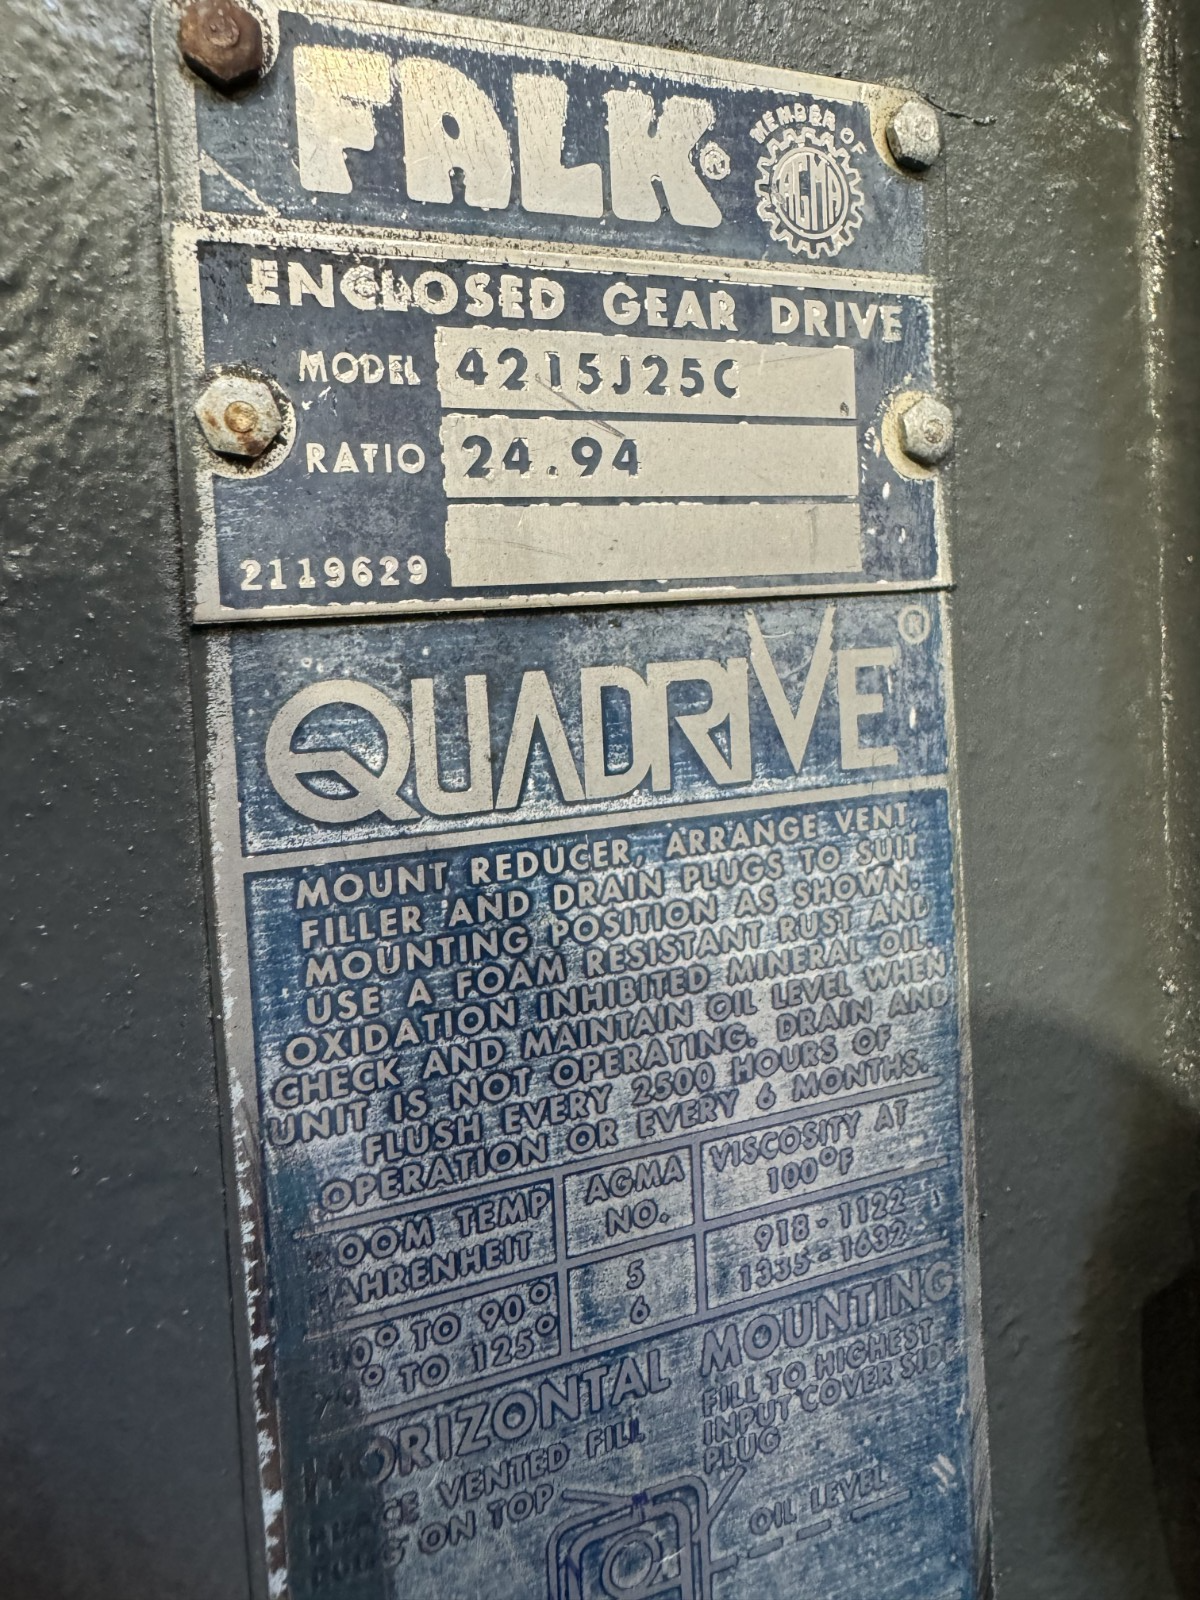 FALK®
MEMBER OF
AGMA
ENCLOSED GEAR DRIVE
MODEL 4215J25C
RATIO 24.94
2119629
QUADRIVE®
MOUNT REDUCER, ARRANGE VENT,
FILLER AND DRAIN PLUGS TO SUIT
MOUNTING POSITION AS SHOWN.
USE A FOAM RESISTANT RUST AND
OXIDATION INHIBITED MINERAL OIL.
CHECK AND MAINTAIN OIL LEVEL WHEN
UNIT IS NOT OPERATING. DRAIN AND
FLUSH EVERY 2500 HOURS OF
OPERATION OR EVERY 6 MONTHS.
ROOM TEMP FAHRENHEIT
AGMA NO.
VISCOSITY AT 100°F
TO 90° 5 918-1122
TO 125° 6 1335-1632
HORIZONTAL MOUNTING
VENTED FILL
ON TOP
FILL TO HIGHEST
INPUT COVER SIDE
PLUG
OIL LEVEL